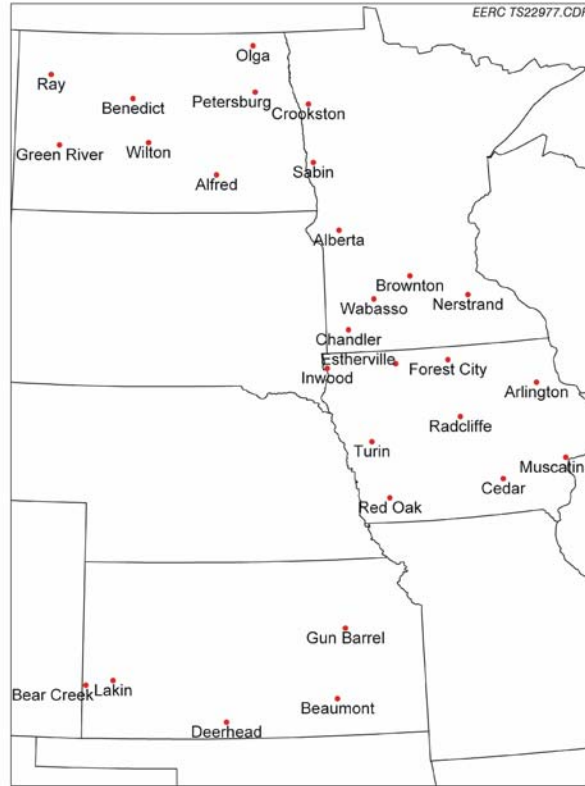 EERC TS22977.CDR
Olga
Ray
Benedict
Petersburg
Crookston
Green River
Wilton
Alfred
Sabin
Alberta
Brownton
Wabasso
Nerstrand
Chandler
Estherville
Forest City
Inwood
Arlington
Radcliffe
Turin
Muscatin
Cedar
Red Oak
Gun Barrel
Bear Creek
Lakin
Beaumont
Deerhead